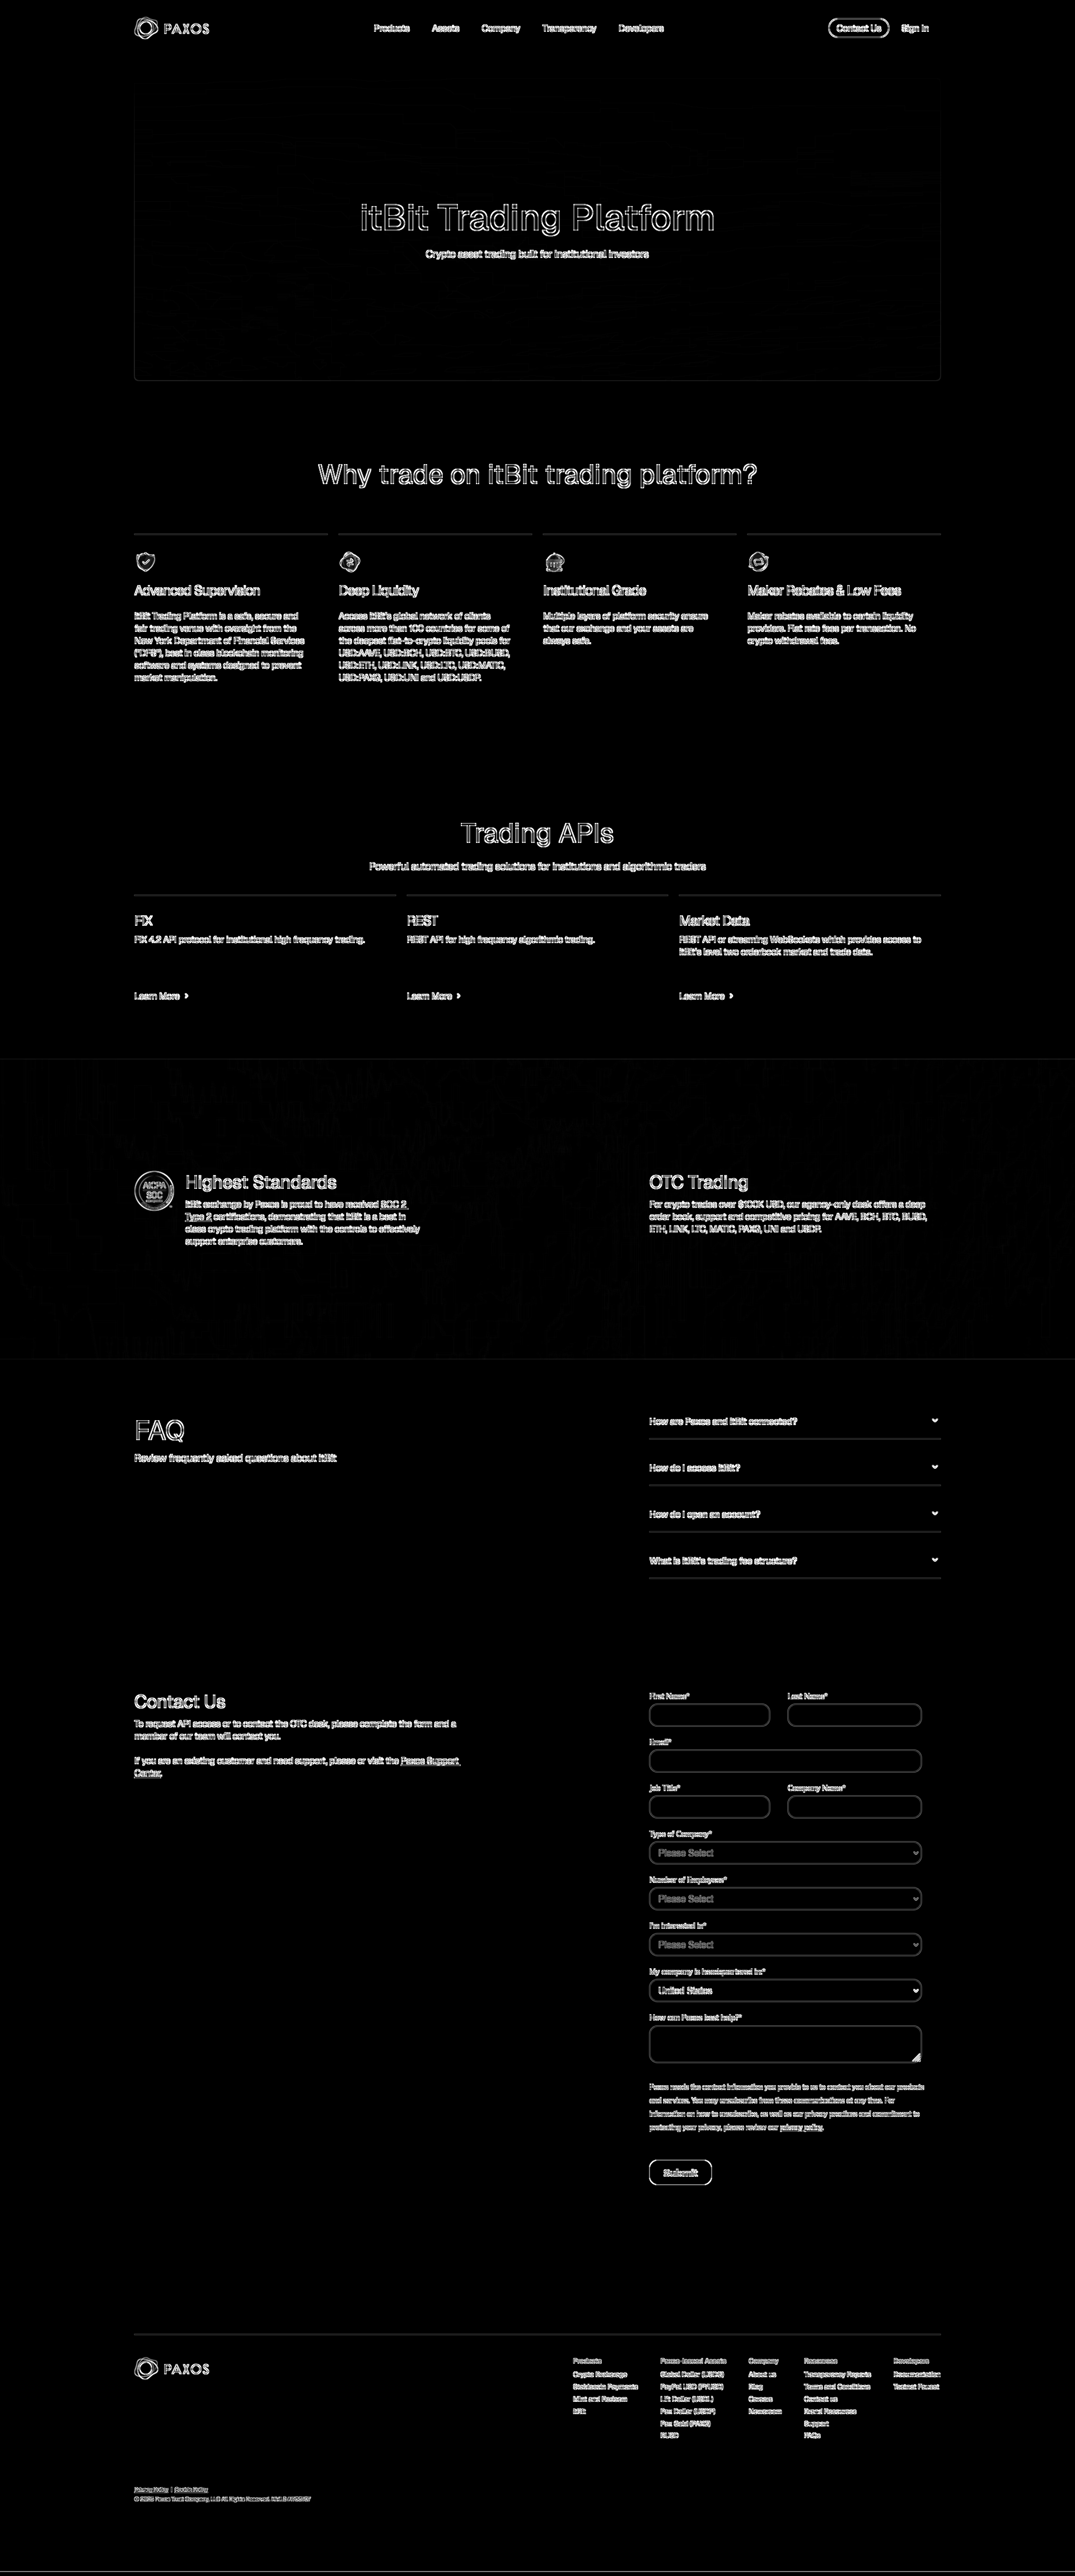 PAXOS
Products Assets Company Transparency Developers
Contact Us Sign In
itBit Trading Platform
Crypto asset trading built for institutional investors
Why trade on itBit trading platform?
Advanced Supervision
itBit Trading Platform is a safe, secure and
fair trading venue with oversight from the
New York Department of Financial Services
("DFS"), best in class blockchain monitoring
software and systems designed to prevent
market manipulation.
Deep Liquidity
Access itBit's global network of clients
across more than 100 countries for some of
the deepest fiat-to-crypto liquidity pools for
USD:AAVE, USD:BCH, USD:BTC, USD:BUSD,
USD:ETH, USD:LINK, USD:LTC, USD:MATIC,
USD:PAXG, USD:UNI and USD:USDP.
Institutional Grade
Multiple layers of platform security ensure
that our exchange and your assets are
always safe.
Maker Rebates & Low Fees
Maker rebates available to certain liquidity
providers. Flat rate fees per transaction. No
crypto withdrawal fees.
Trading APIs
Powerful automated trading solutions for institutions and algorithmic traders
FIX
FIX 4.2 API protocol for institutional high frequency trading.
Learn More
REST
REST API for high frequency algorithmic trading.
Learn More
Market Data
REST API or streaming WebSockets which provides access to
itBit's level two orderbook market and trade data.
Learn More
AICPA
SOC
Highest Standards
itBit exchange by Paxos is proud to have received SOC 2
Type 2 certifications, demonstrating that itBit is a best in
class crypto trading platform with the controls to effectively
support enterprise customers.
OTC Trading
For crypto trades over $100K USD, our agency-only desk offers a deep
order book, support and competitive pricing for AAVE, BCH, BTC, BUSD,
ETH, LINK, LTC, MATIC, PAXG, UNI and USDP.
FAQ
Review frequently asked questions about itBit
How are Paxos and itBit connected?
How do I access itBit?
How do I open an account?
What is itBit's trading fee structure?
Contact Us
To request API access or to contact the OTC desk, please complete the form and a
member of our team will contact you.
If you are an existing customer and need support, please or visit the Paxos Support
Center.
First Name* Last Name*
Email*
Job Title* Company Name*
Type of Company*
Please Select
Number of Employees*
Please Select
I'm Interested in*
Please Select
My company is headquartered in:*
United States
How can Paxos best help?*
Paxos needs the contact information you provide to us to contact you about our products
and services. You may unsubscribe from these communications at any time. For
information on how to unsubscribe, as well as our privacy practices and commitment to
protecting your privacy, please review our privacy policy.
Submit
PAXOS
Products
Crypto Brokerage
Stablecoin Payments
Mint and Redeem
itBit
Paxos-Issued Assets
Global Dollar (USDG)
PayPal USD (PYUSD)
Lift Dollar (USDL)
Pax Dollar (USDP)
Pax Gold (PAXG)
BUSD
Company
About us
Blog
Careers
Newsroom
Resources
Transparency Reports
Terms and Conditions
Contact us
Brand Resources
Support
FAQs
Developers
Documentation
Testnet Faucet
Privacy Policy | Cookie Policy
Paxos Trust Company, LLC All Rights Reserved.